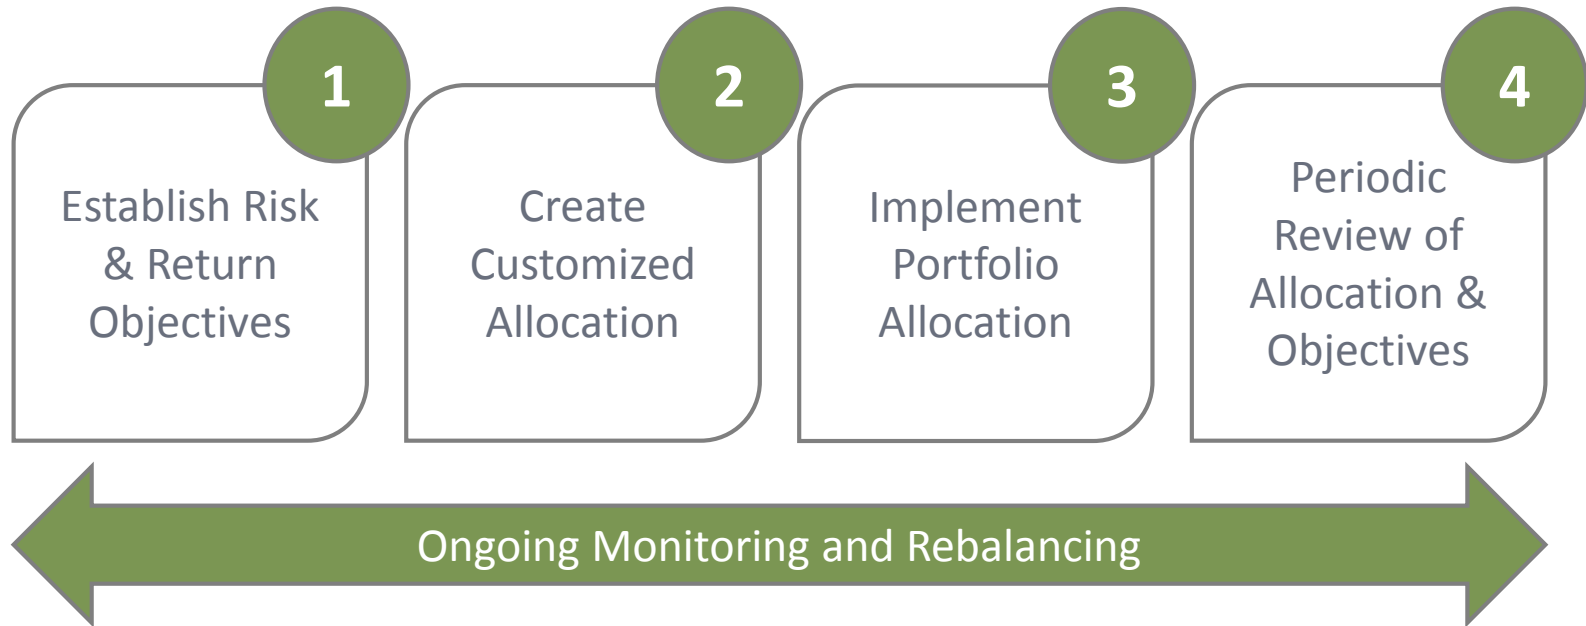 1
Establish Risk
& Return
Objectives
2
Create
Customized
Allocation
3
Implement
Portfolio
Allocation
4
Periodic
Review of
Allocation &
Objectives
Ongoing Monitoring and Rebalancing